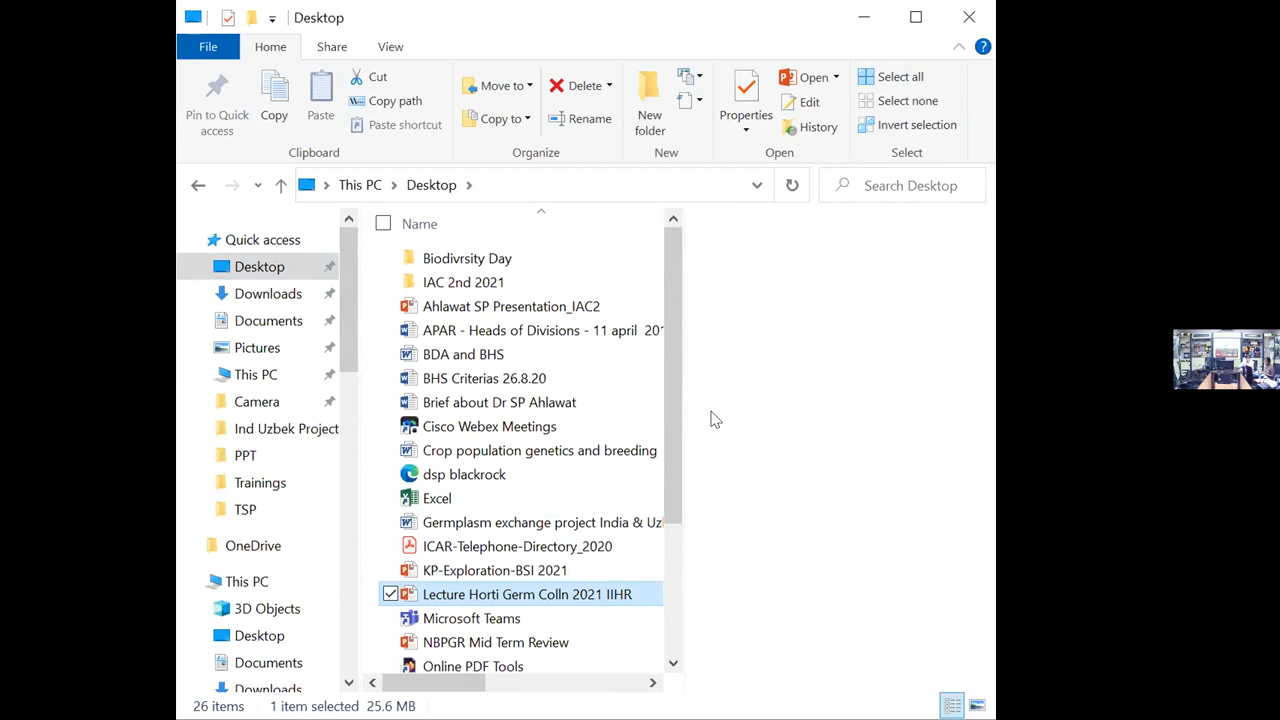 Desktop
File
Home
Share
View
Pin to Quick
access
Copy
Paste
Cut
Copy path
Paste shortcut
Clipboard
Move to
Copy to
Delete
Rename
Organize
New
folder
New
Properties
Open
Edit
History
Open
Select all
Select none
Invert selection
Select
This PC
Desktop
Search Desktop
Quick access
Desktop
Downloads
Documents
Pictures
This PC
Camera
Ind Uzbek Project
PPT
Trainings
TSP
OneDrive
This PC
3D Objects
Desktop
Documents
Downloads
Name
Biodivrsity Day
IAC 2nd 2021
Ahlawat SP Presentation_IAC2
APAR - Heads of Divisions - 11 april 201
BDA and BHS
BHS Criterias 26.8.20
Brief about Dr SP Ahlawat
Cisco Webex Meetings
Crop population genetics and breeding
dsp blackrock
Excel
Germplasm exchange project India & Uz
ICAR-Telephone-Directory_2020
KP-Exploration-BSI 2021
Lecture Horti Germ Colln 2021 IIHR
Microsoft Teams
NBPGR Mid Term Review
Online PDF Tools
26 items
1 item selected 25.6 MB